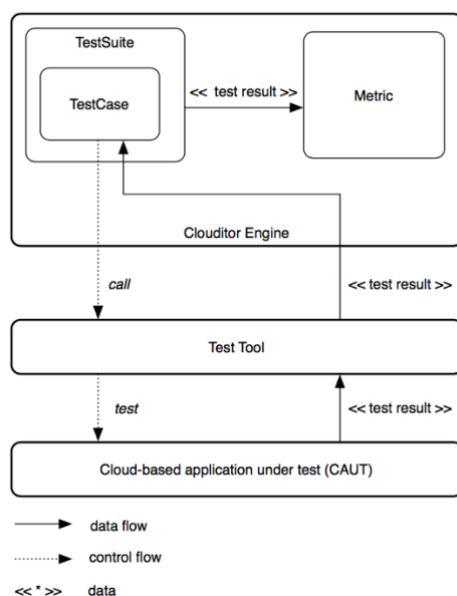 TestSuite
TestCase
<< test result >>
Metric
Clouditor Engine
call
<< test result >>
Test Tool
test
<< test result >>
Cloud-based application under test (CAUT)
data flow
control flow
<< * >> data